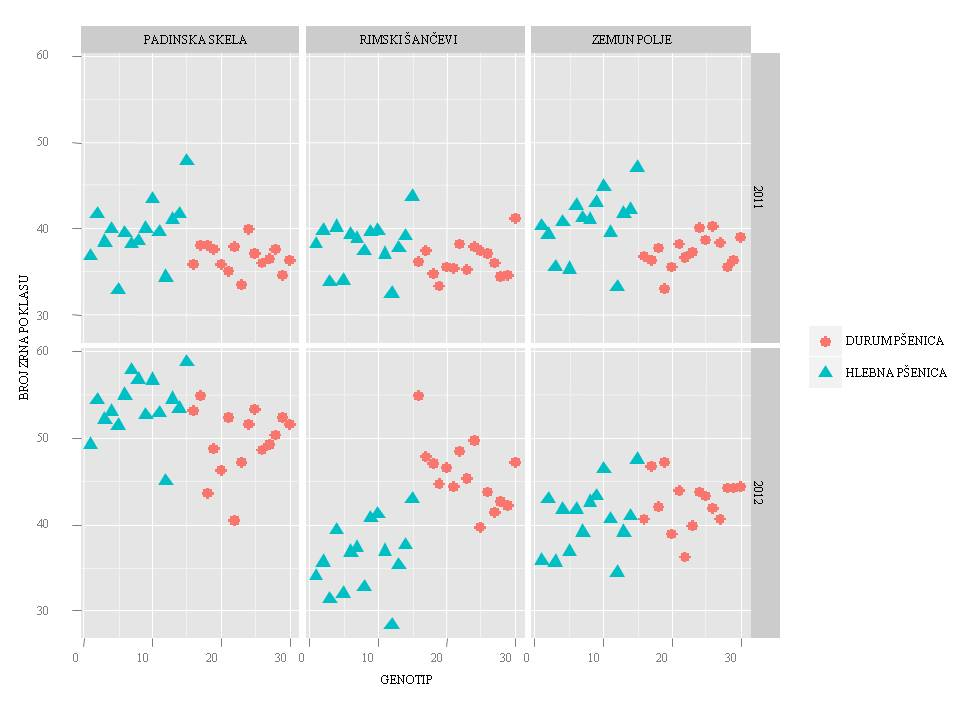 PADINSKA SKELA RIMSKI ŠANČEVI ZEMUN POLJE
60
50
40
30
2011
60
50
40
30
2012
BROJ ZRNA PO KLASU
0 10 20 30 0 10 20 30 0 10 20 30
GENOTIP
DURUM PŠENICA
HLEBNA PŠENICA